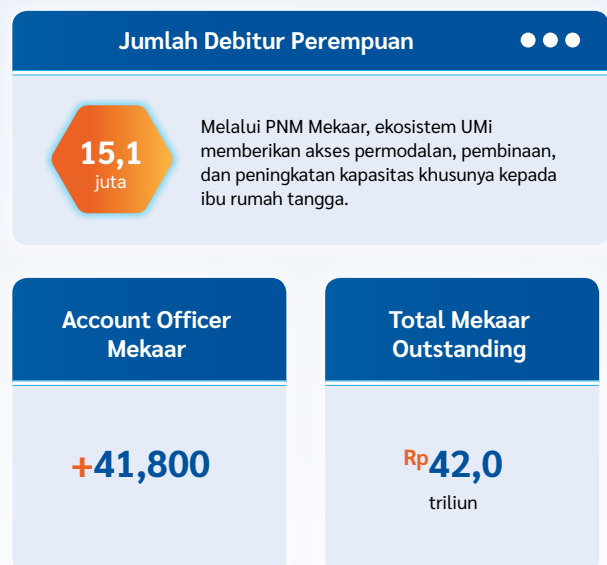 Jumlah Debitur Perempuan
15,1
juta
Melalui PNM Mekaar, ekosistem UMi
memberikan akses permodalan, pembinaan,
dan peningkatan kapasitas khusunya kepada
ibu rumah tangga.
Account Officer
Mekaar
+41,800
Total Mekaar
Outstanding
Rp42,0
triliun